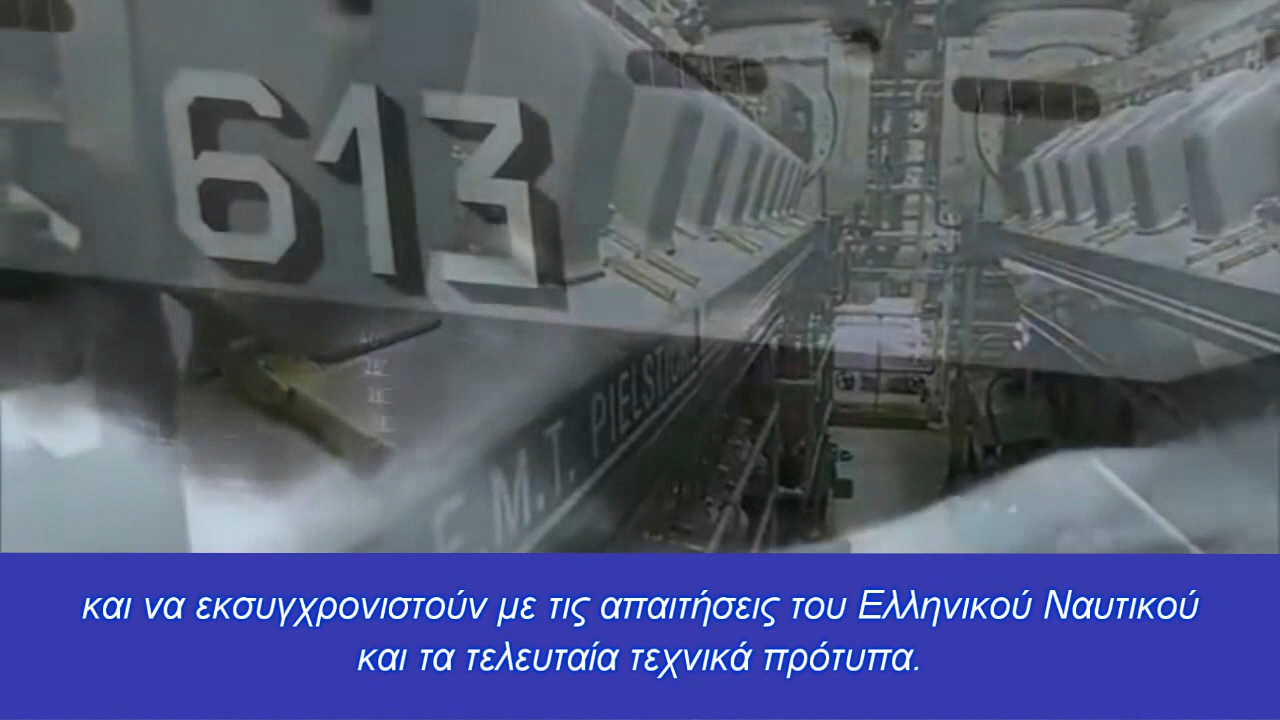 613
E.M.T. PIELSTICK
και να εκσυγχρονιστούν με τις απαιτήσεις του Ελληνικού Ναυτικού
και τα τελευταία τεχνικά πρότυπα.